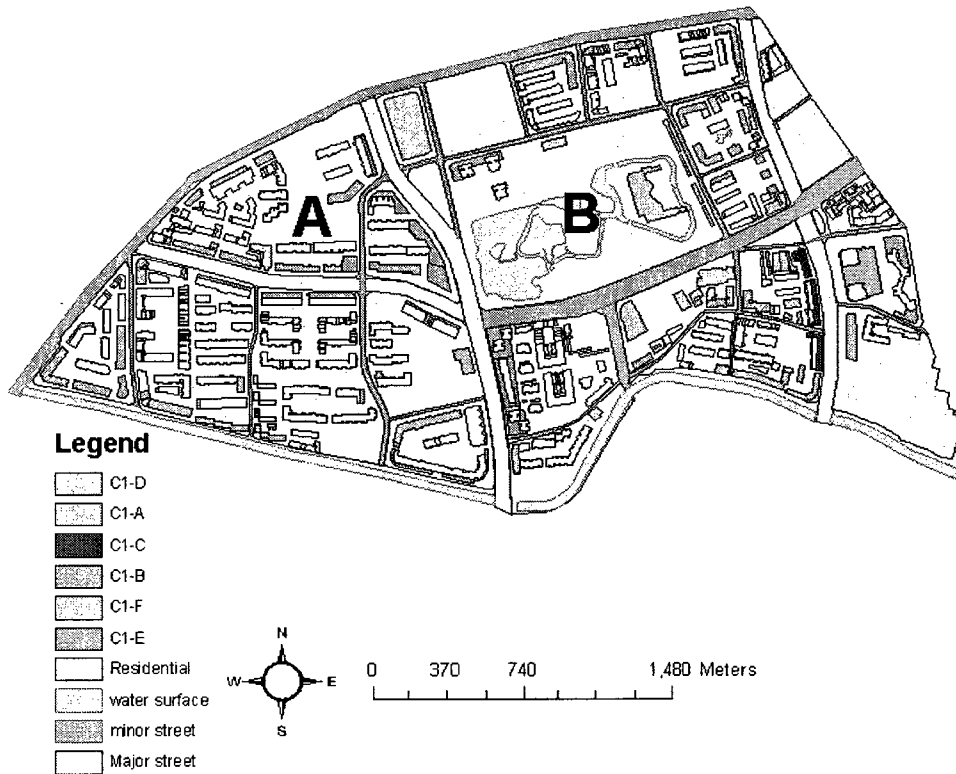 A
B
Legend
C1-D
C1-A
C1-C
C1-B
C1-F
C1-E
Residential
water surface
minor street
Major street
N
W E
S
0 370 740 1,480 Meters